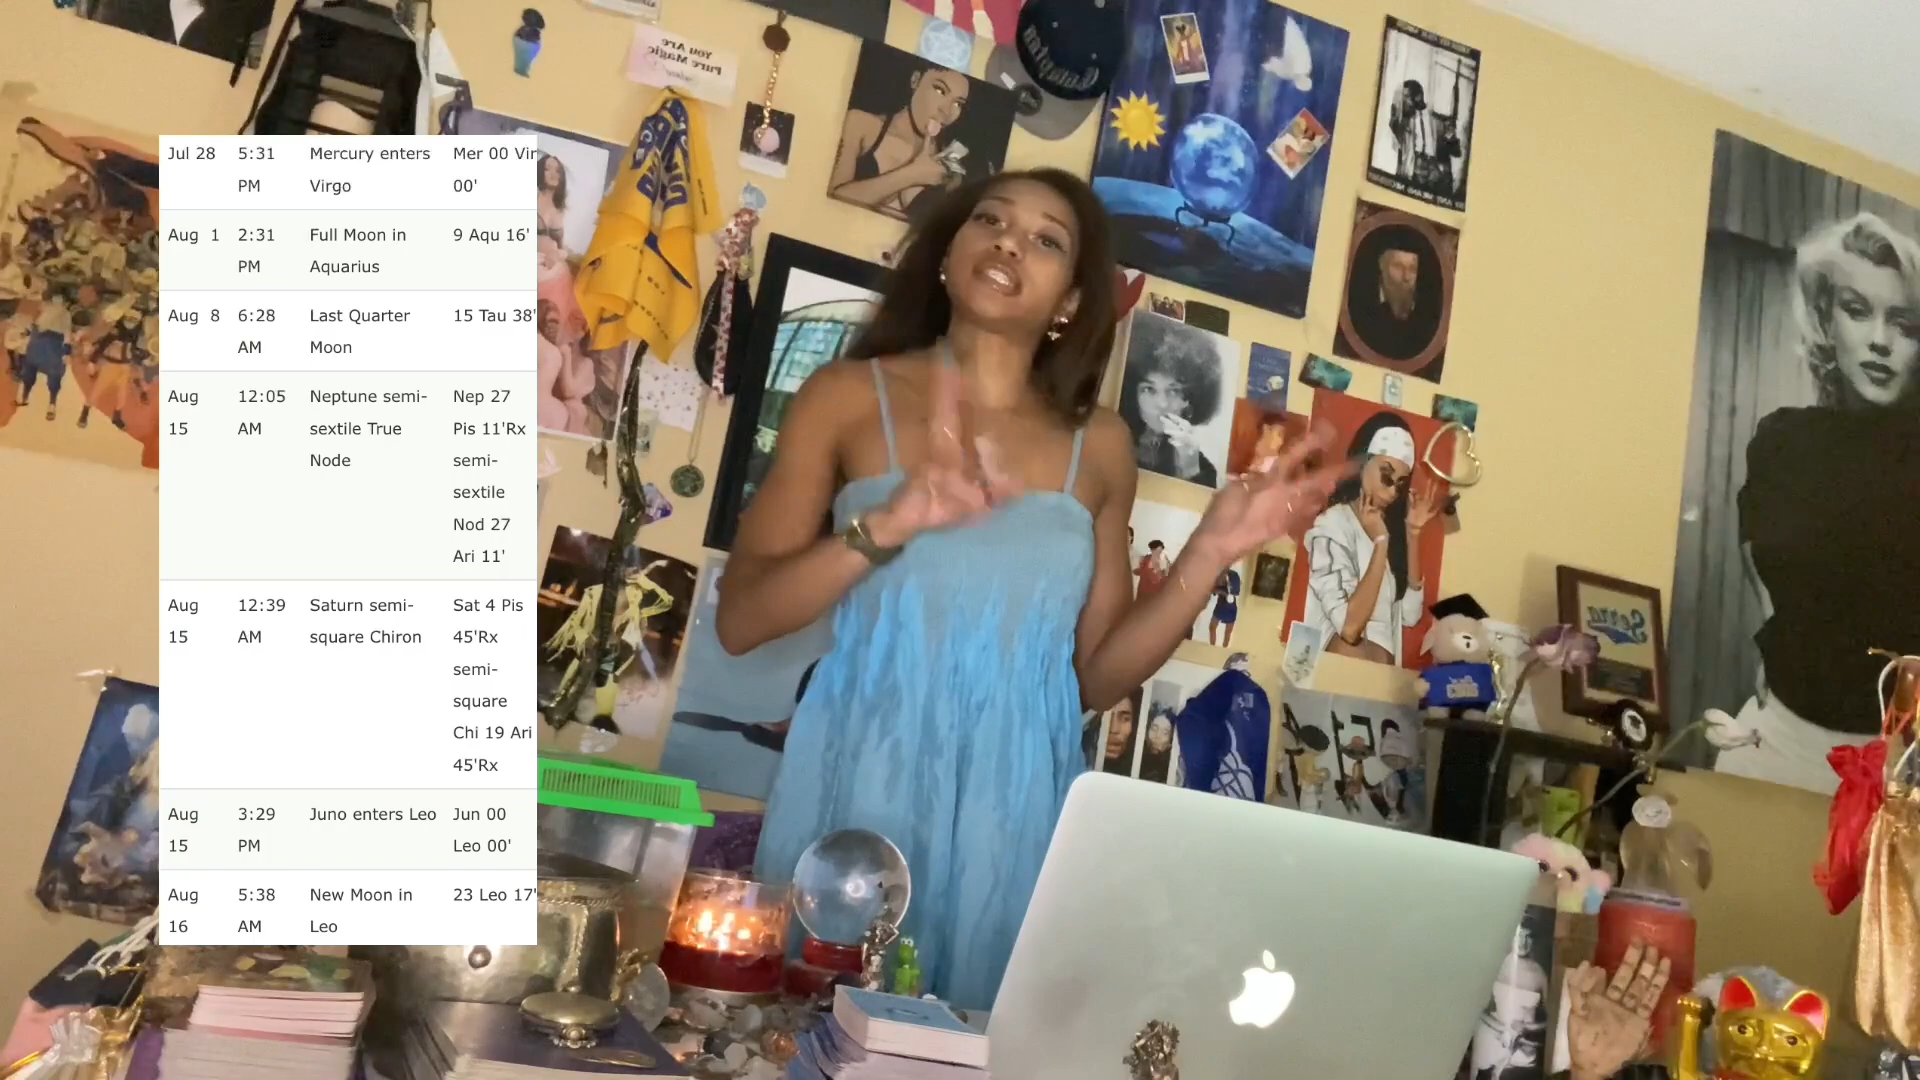 You Are
Pure Magic
Compton
Jul 28 5:31 Mercury enters Mer 00 Vir
PM Virgo 00'
Aug 1 2:31 Full Moon in 9 Aqu 16'
PM Aquarius
Aug 8 6:28 Last Quarter 15 Tau 38'
AM Moon
Aug 12:05 Neptune semi- Nep 27
15 AM sextile True Pis 11'Rx
Node semi-
sextile
Nod 27
Ari 11'
Aug 12:39 Saturn semi- Sat 4 Pis
15 AM square Chiron 45'Rx
semi-
square
Chi 19 Ari
45'Rx
Aug 3:29 Juno enters Leo Jun 00
15 PM Leo 00'
Aug 5:38 New Moon in 23 Leo 17'
16 AM Leo